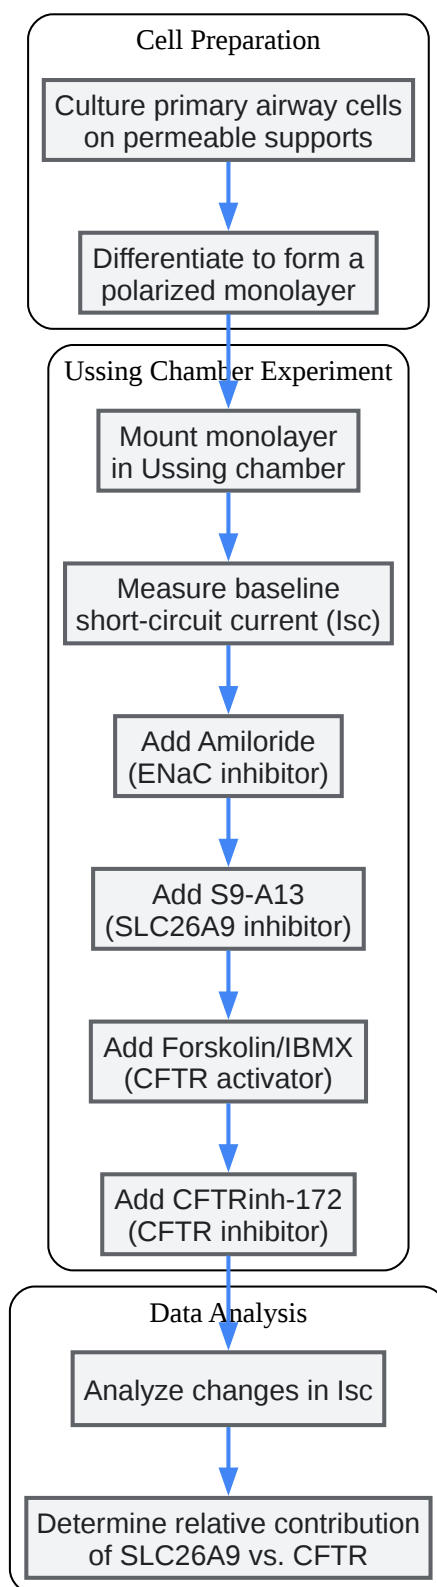 Cell Preparation
Culture primary airway cells
on permeable supports
Differentiate to form a
polarized monolayer
Ussing Chamber Experiment
Mount monolayer
in Ussing chamber
Measure baseline
short-circuit current (Isc)
Add Amiloride
(ENaC inhibitor)
Add S9-A13
(SLC26A9 inhibitor)
Add Forskolin/IBMX
(CFTR activator)
Add CFTRinh-172
(CFTR inhibitor)
Data Analysis
Analyze changes in Isc
Determine relative contribution
of SLC26A9 vs. CFTR